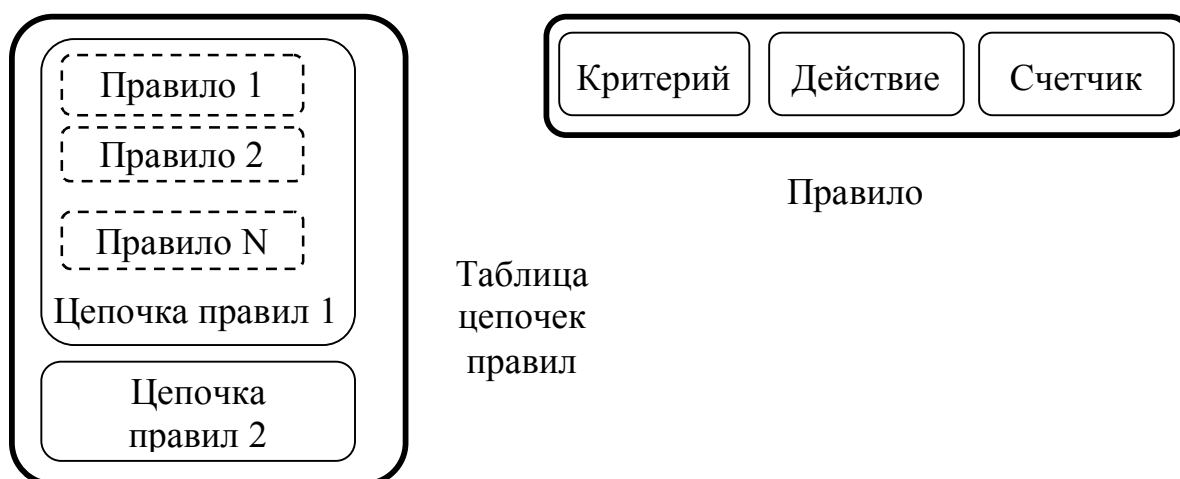 Правило 1
Правило 2
Правило N
Цепочка правил 1
Цепочка
правил 2
Таблица
цепочек
правил
Критерий
Действие
Счетчик
Правило